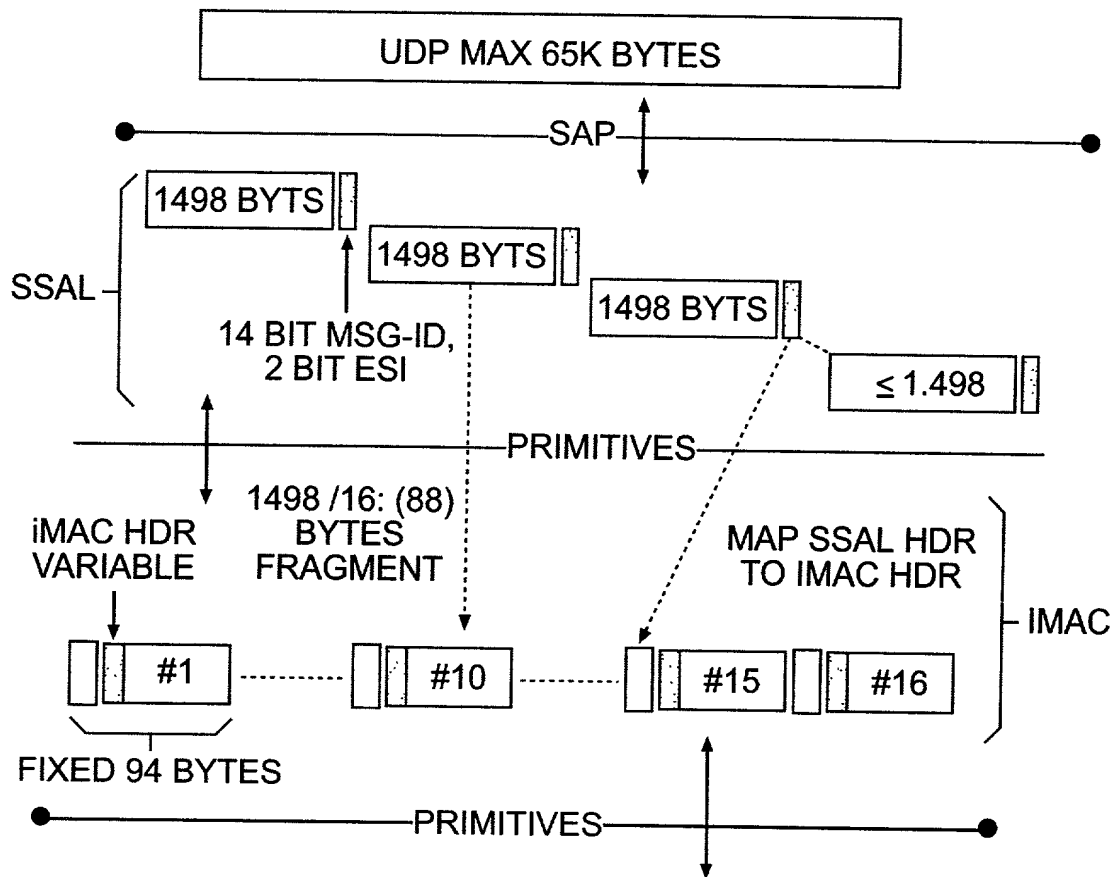 UDP MAX 65K BYTES
SAP
1498 BYTS
1498 BYTS
1498 BYTS
≤ 1.498
SSAL
14 BIT MSG-ID,
2 BIT ESI
PRIMITIVES
iMAC HDR
VARIABLE
1498 /16: (88)
BYTES
FRAGMENT
MAP SSAL HDR
TO IMAC HDR
IMAC
#1
#10
#15
#16
FIXED 94 BYTES
PRIMITIVES